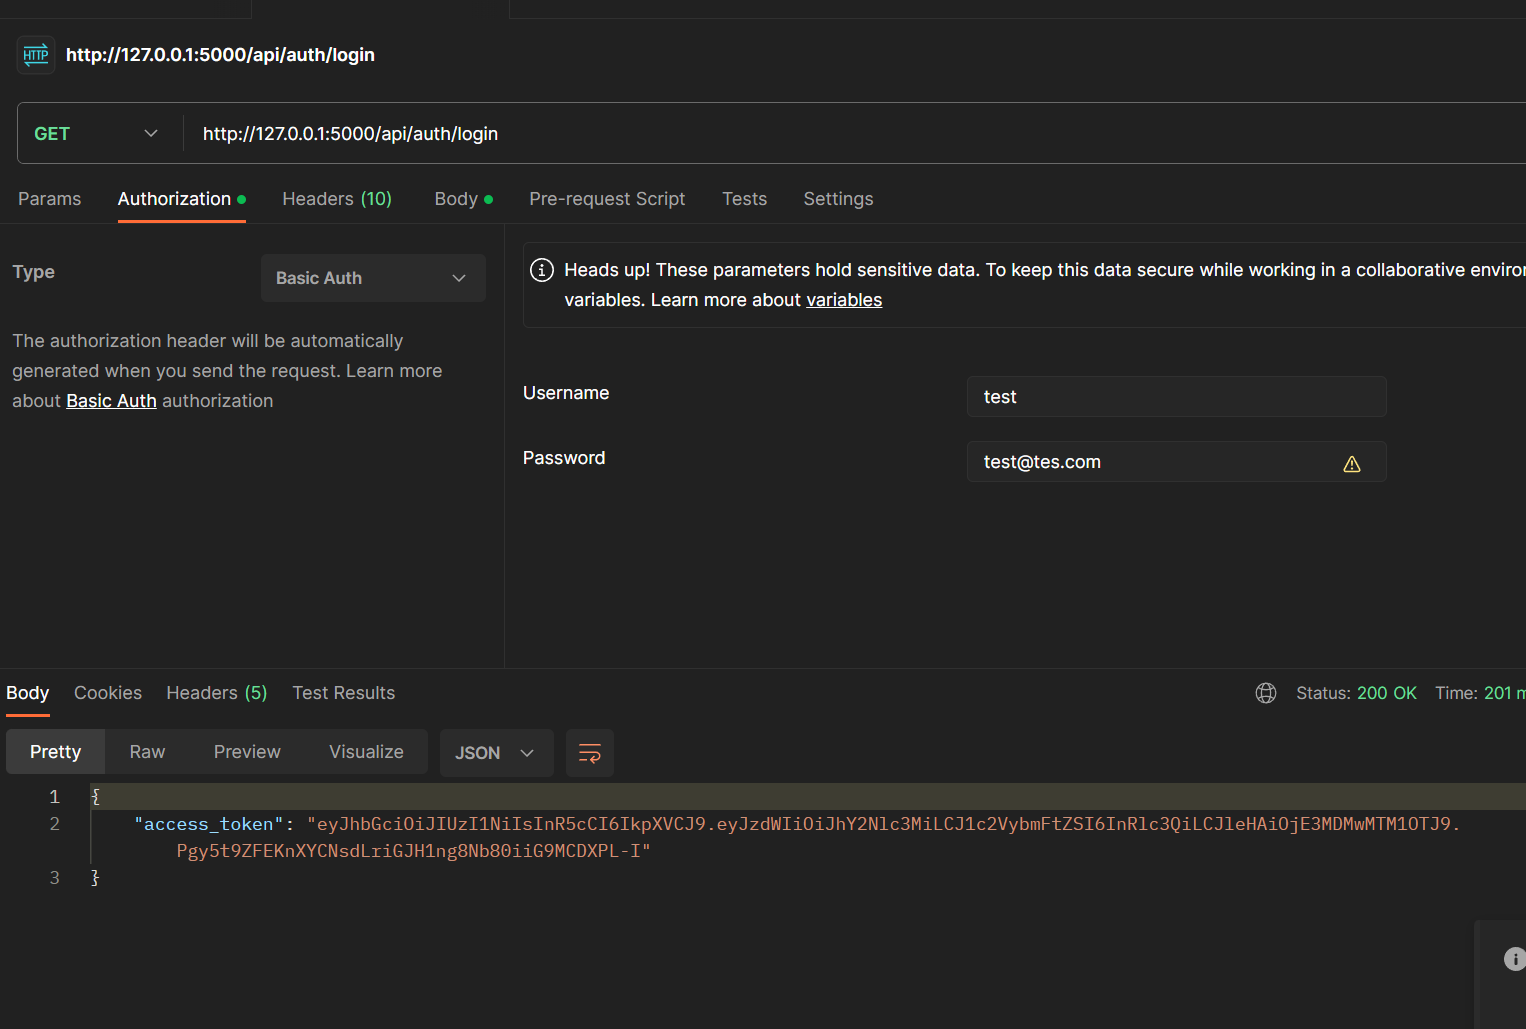 HTTP http://127.0.0.1:5000/api/auth/login
GET http://127.0.0.1:5000/api/auth/login
Params Authorization Headers (10) Body Pre-request Script Tests Settings
Type Basic Auth
The authorization header will be automatically
generated when you send the request. Learn more
about Basic Auth authorization
Heads up! These parameters hold sensitive data. To keep this data secure while working in a collaborative
variables. Learn more about variables
Username test
Password test@tes.com
Body Cookies Headers (5) Test Results Status: 200 OK Time: 201
Pretty Raw Preview Visualize JSON
1 {
2 "access_token": "eyJhbGciOiJIUzI1NiIsInR5cCI6IkpXVCJ9.eyJzdWIiOiJhY2Nlc3MiLCJ1c2VybmFtZSI6InRlc3QiLCJleHAiOjE3MDMwMTM1OTJ9.
Pgy5t9ZFEKnXYCNsdLriGJH1ng8Nb80iiG9MCDXPL-I"
3 }